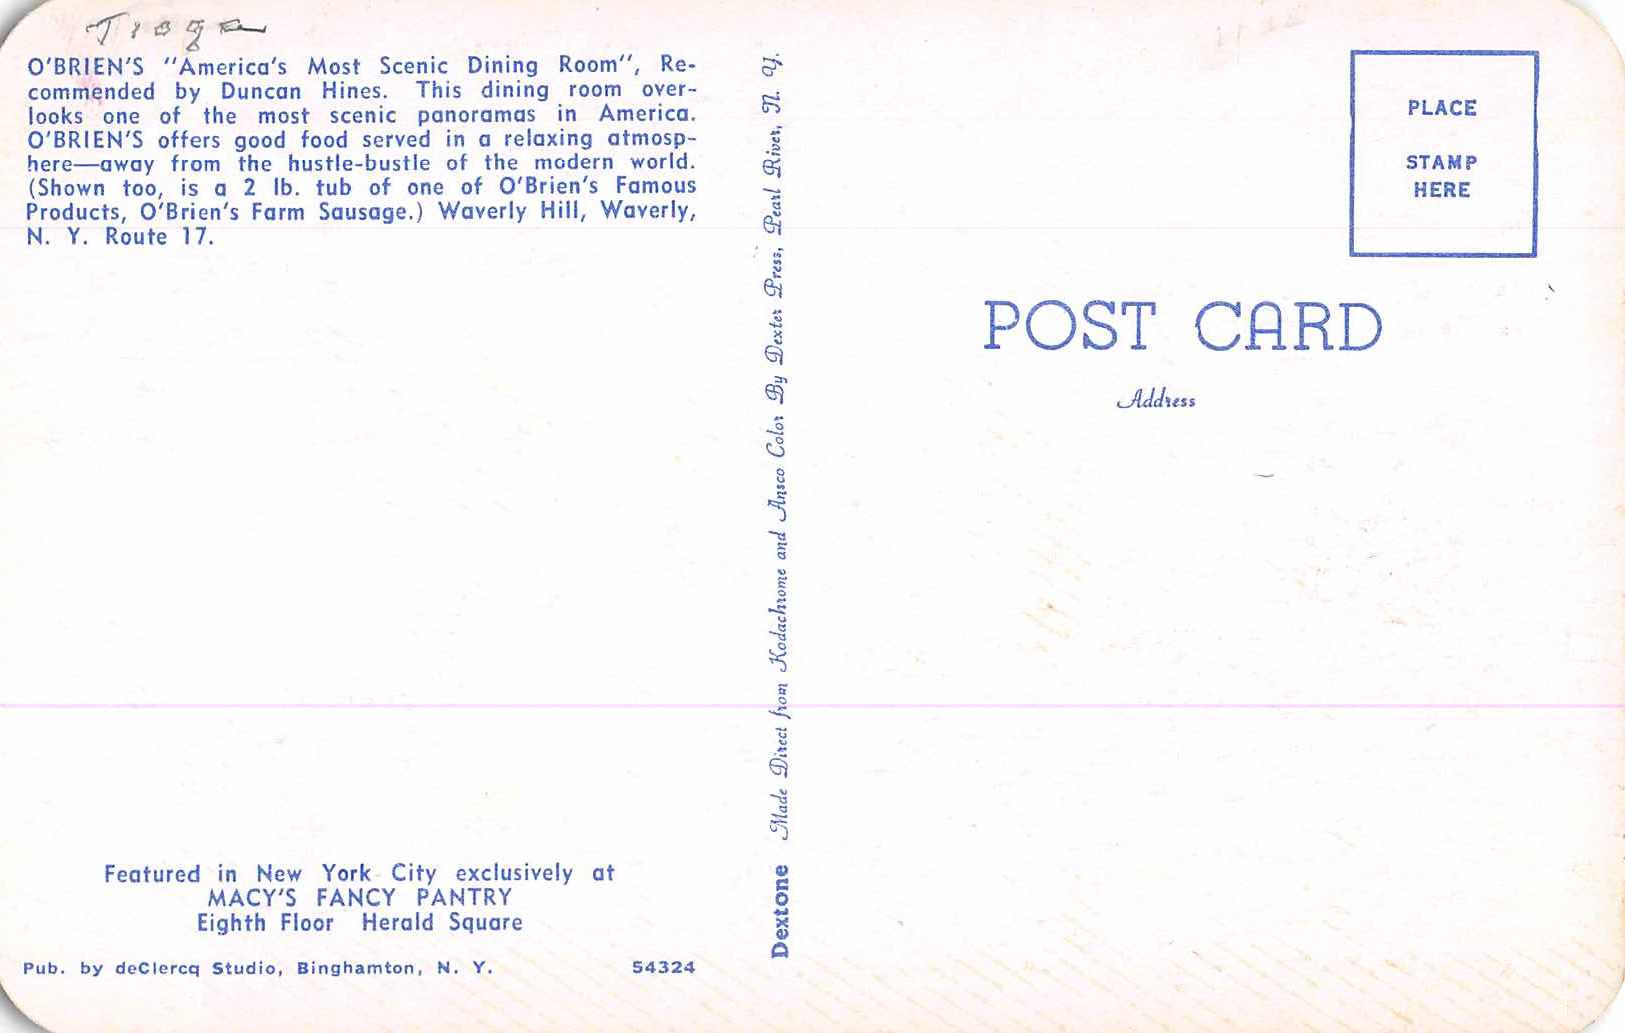 Tioga
O'BRIEN'S "America's Most Scenic Dining Room", Re-
commended by Duncan Hines. This dining room over-
looks one of the most scenic panoramas in America.
O'BRIEN'S offers good food served in a relaxing atmosp-
here—away from the hustle-bustle of the modern world.
(Shown too, is a 2 lb. tub of one of O'Brien's Famous
Products, O'Brien's Farm Sausage.) Waverly Hill, Waverly,
N. Y. Route 17.
Featured in New York City exclusively at
MACY'S FANCY PANTRY
Eighth Floor Herald Square
Pub. by deClercq Studio, Binghamton, N. Y. 54324
Dextone Made Direct from Kodachrome and Ansco Color By Dexter Press, Pearl River, N. Y.
PLACE
STAMP
HERE
POST CARD
Address